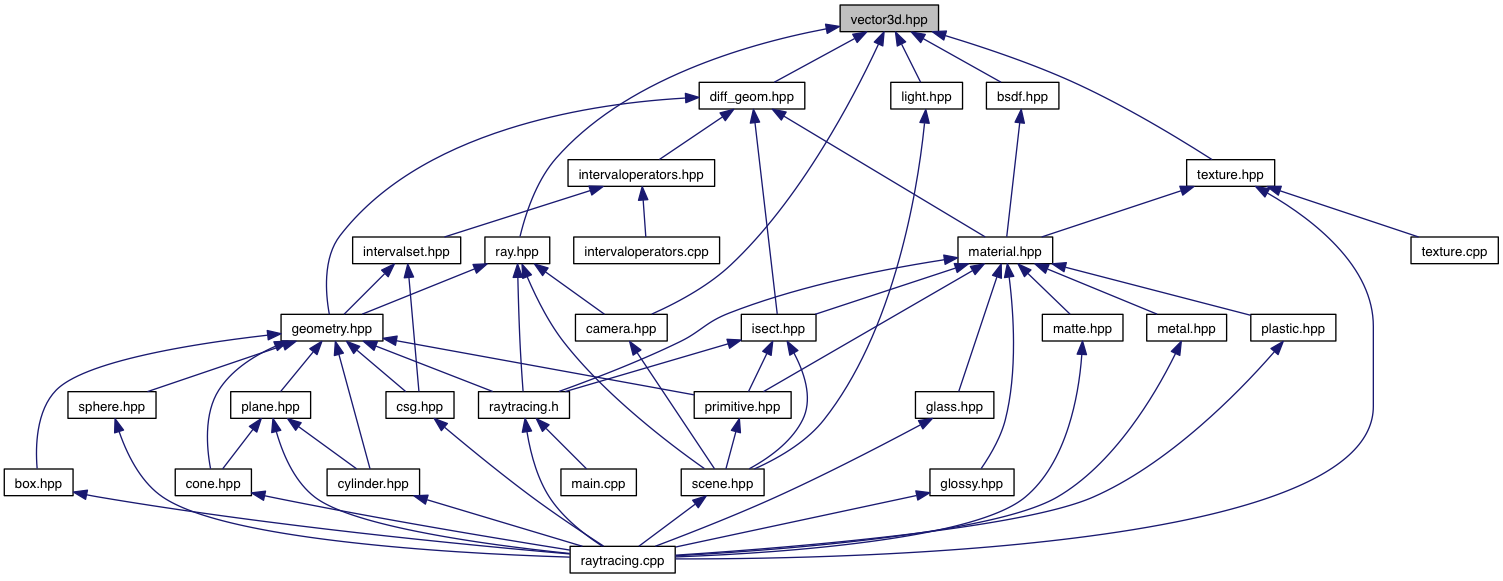 vector3d.hpp
diff_geom.hpp
light.hpp
bsdf.hpp
intervaloperators.hpp
texture.hpp
intervalset.hpp
ray.hpp
intervaloperators.cpp
material.hpp
texture.cpp
geometry.hpp
camera.hpp
isect.hpp
matte.hpp
metal.hpp
plastic.hpp
sphere.hpp
plane.hpp
csg.hpp
raytracing.h
primitive.hpp
glass.hpp
box.hpp
cone.hpp
cylinder.hpp
main.cpp
scene.hpp
glossy.hpp
raytracing.cpp